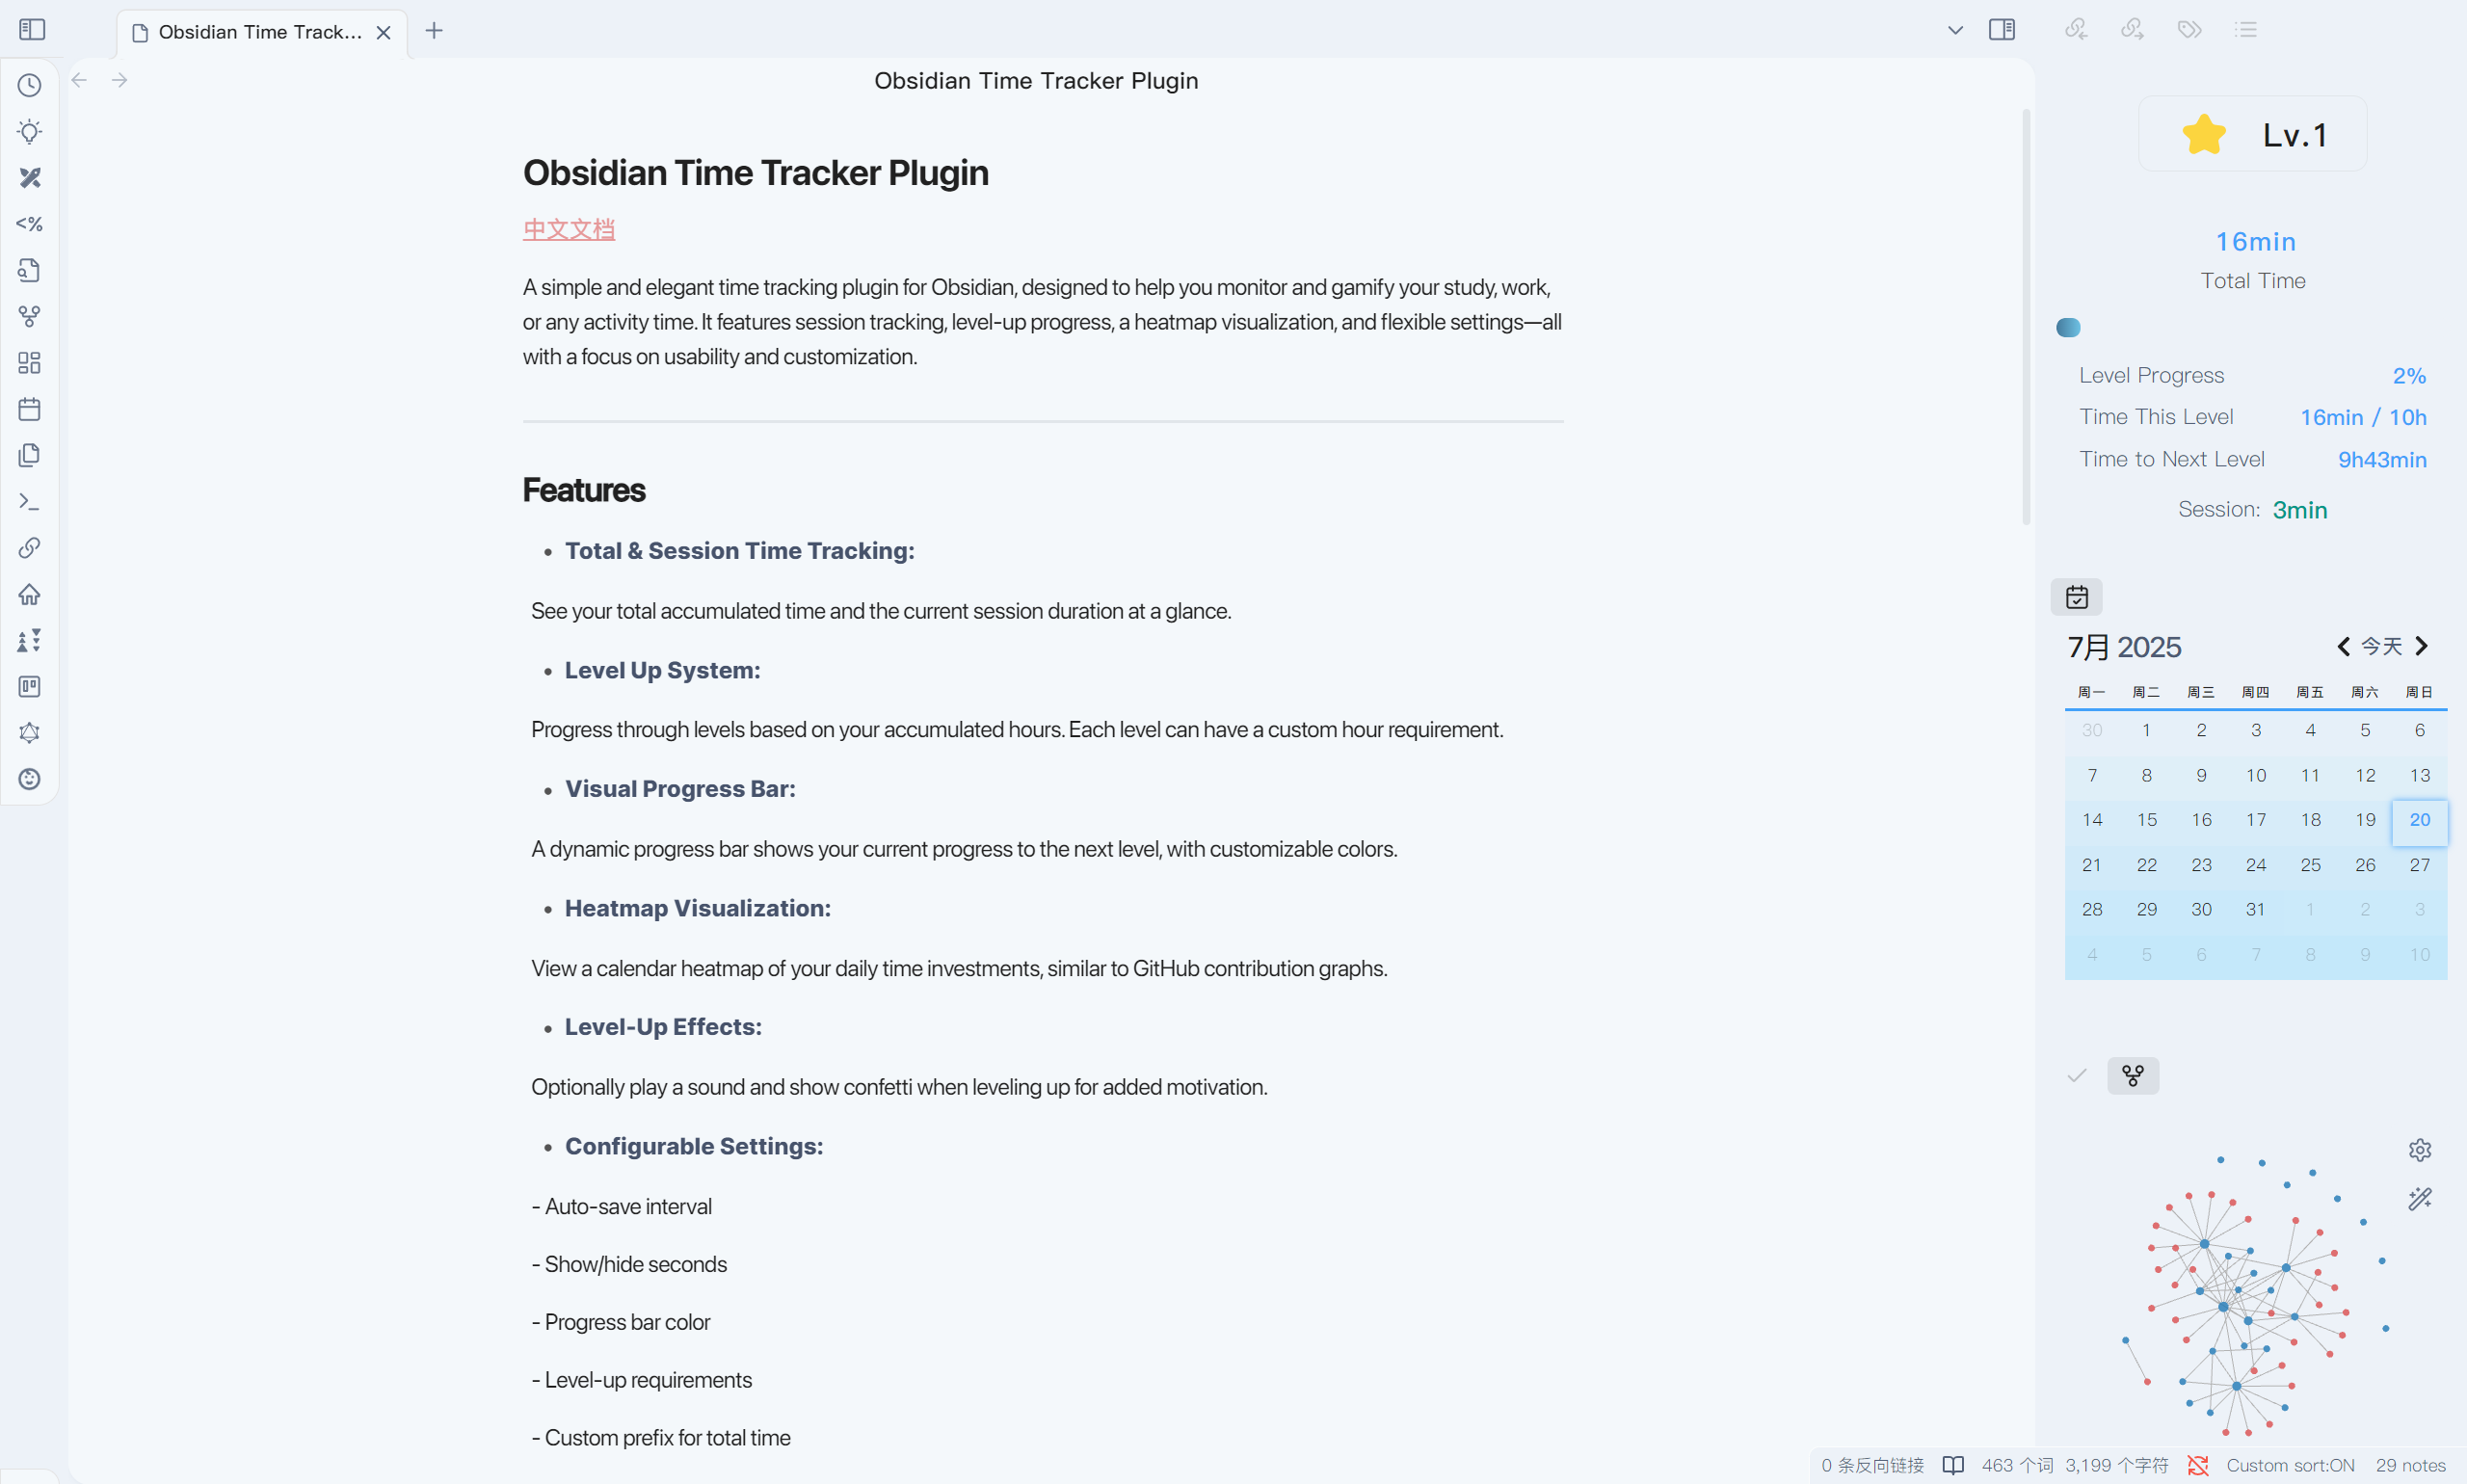 Obsidian Time Track...
Obsidian Time Tracker Plugin
Obsidian Time Tracker Plugin
中文文档
A simple and elegant time tracking plugin for Obsidian, designed to help you monitor and gamify your study, work,
or any activity time. It features session tracking, level-up progress, a heatmap visualization, and flexible settings—all
with a focus on usability and customization.
Features
• Total & Session Time Tracking:
See your total accumulated time and the current session duration at a glance.
• Level Up System:
Progress through levels based on your accumulated hours. Each level can have a custom hour requirement.
• Visual Progress Bar:
A dynamic progress bar shows your current progress to the next level, with customizable colors.
• Heatmap Visualization:
View a calendar heatmap of your daily time investments, similar to GitHub contribution graphs.
• Level-Up Effects:
Optionally play a sound and show confetti when leveling up for added motivation.
• Configurable Settings:
- Auto-save interval
- Show/hide seconds
- Progress bar color
- Level-up requirements
- Custom prefix for total time
<%
Lv.1
16min
Total Time
Level Progress 2%
Time This Level 16min / 10h
Time to Next Level 9h43min
Session: 3min
7月 2025 今天
周一 周二 周三 周四 周五 周六 周日
30 1 2 3 4 5 6
7 8 9 10 11 12 13
14 15 16 17 18 19 20
21 22 23 24 25 26 27
28 29 30 31 1 2 3
4 5 6 7 8 9 10
0 条反向链接 463 个词 3,199 个字符 Custom sort:ON 29 notes